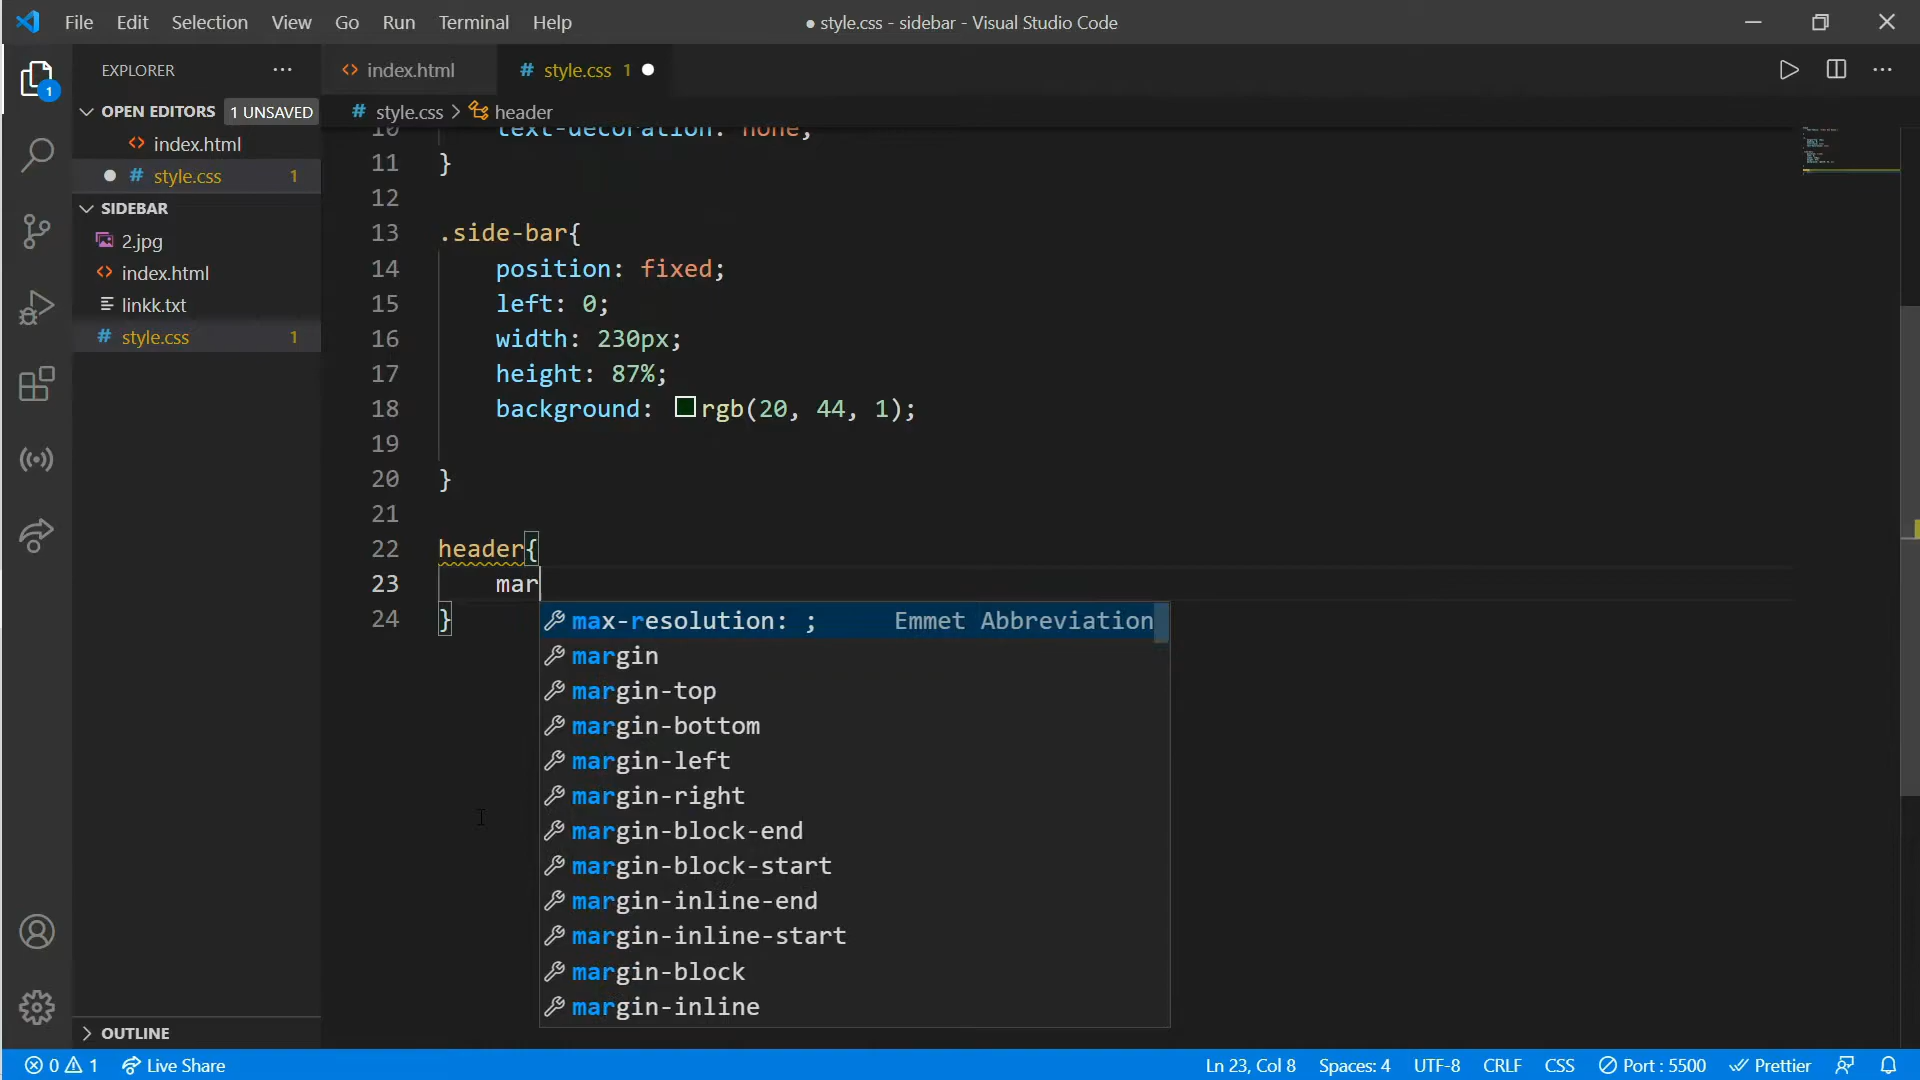 File Edit Selection View Go Run Terminal Help
● style.css - sidebar - Visual Studio Code
EXPLORER
OPEN EDITORS 1 UNSAVED
index.html
style.css 1
SIDEBAR
2.jpg
index.html
linkk.txt
style.css 1
OUTLINE
1
index.html
# style.css 1
# style.css > header
10 text-decoration: none;
11 }
12
13 .side-bar{
14 position: fixed;
15 left: 0;
16 width: 230px;
17 height: 87%;
18 background: rgb(20, 44, 1);
19
20 }
21
22 header{
23 mar
24 }
max-resolution: ; Emmet Abbreviation
margin
margin-top
margin-bottom
margin-left
margin-right
margin-block-end
margin-block-start
margin-inline-end
margin-inline-start
margin-block
margin-inline
0 1 Live Share
Ln 23, Col 8 Spaces: 4 UTF-8 CRLF CSS Port : 5500 Prettier